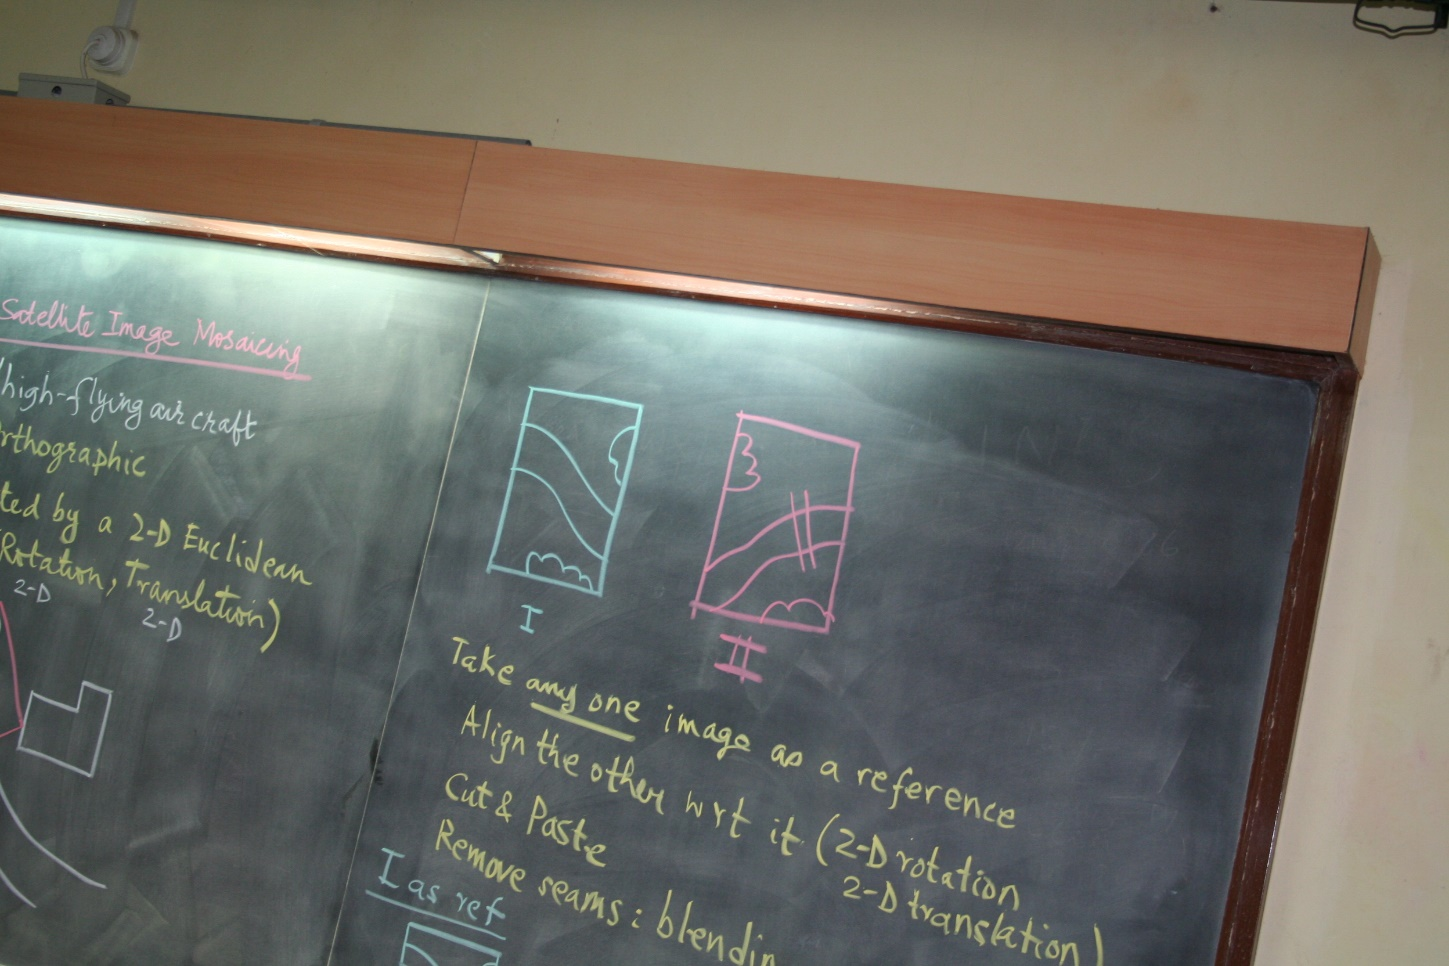 Satellite Image Mosaicing
/high-flying air craft
rthographic
ted by a 2-D Euclidean
(Rotation, Translation)
2-D 2-D
I
II
Take any one image as a reference
Align the other wrt it (2-D rotation
2-D translation)
Cut & Paste
Remove seams : blendin
I as ref